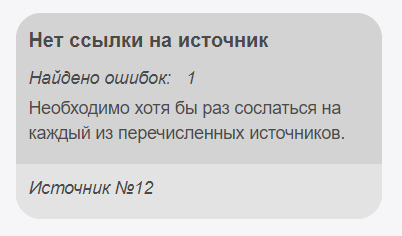 Нет ссылки на источник
Найдено ошибок: 1
Необходимо хотя бы раз сослаться на
каждый из перечисленных источников.
Источник №12